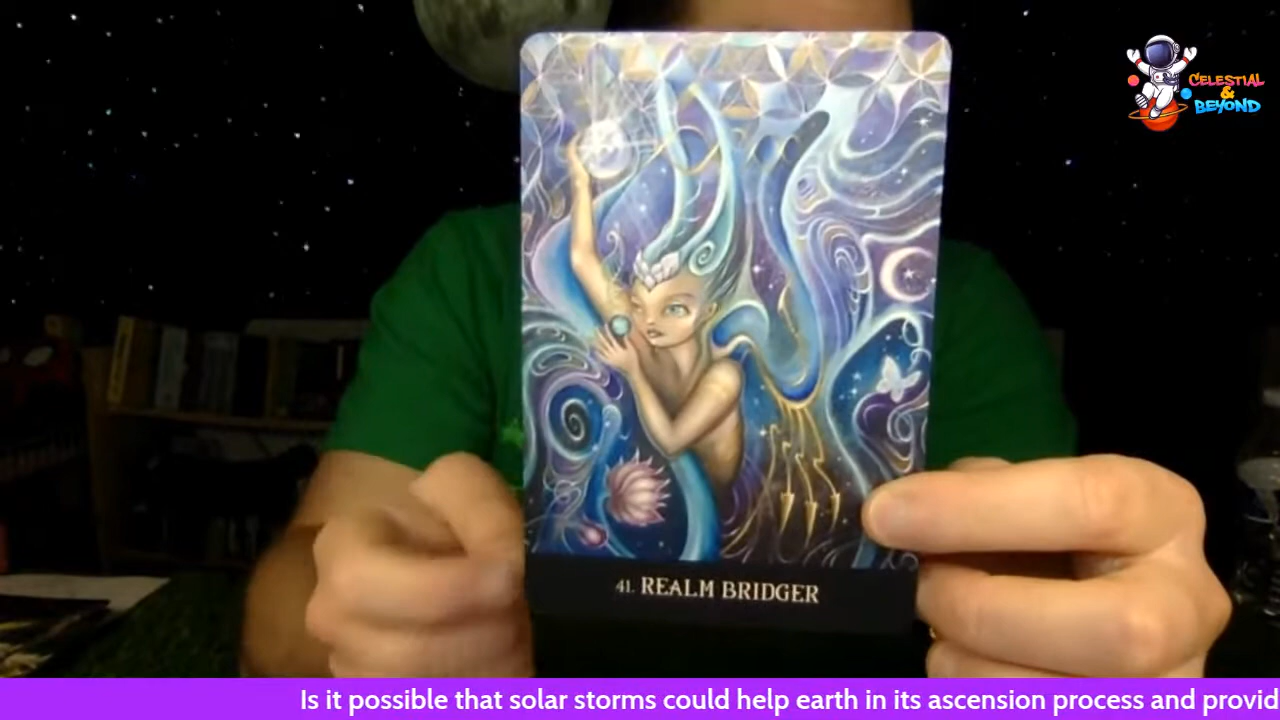 CELESTIAL
&
BEYOND
41. REALM BRIDGER
Is it possible that solar storms could help earth in its ascension process and provid